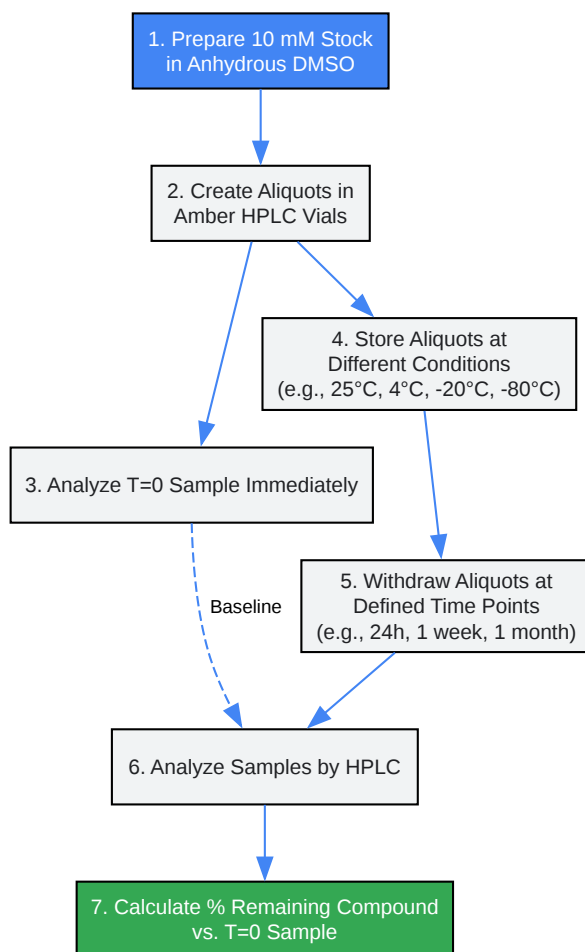 1. Prepare 10 mM Stock
in Anhydrous DMSO
2. Create Aliquots in
Amber HPLC Vials
4. Store Aliquots at
Different Conditions
(e.g., 25°C, 4°C, -20°C, -80°C)
3. Analyze T=0 Sample Immediately
5. Withdraw Aliquots at
Defined Time Points
(e.g., 24h, 1 week, 1 month)
Baseline
6. Analyze Samples by HPLC
7. Calculate % Remaining Compound
vs. T=0 Sample